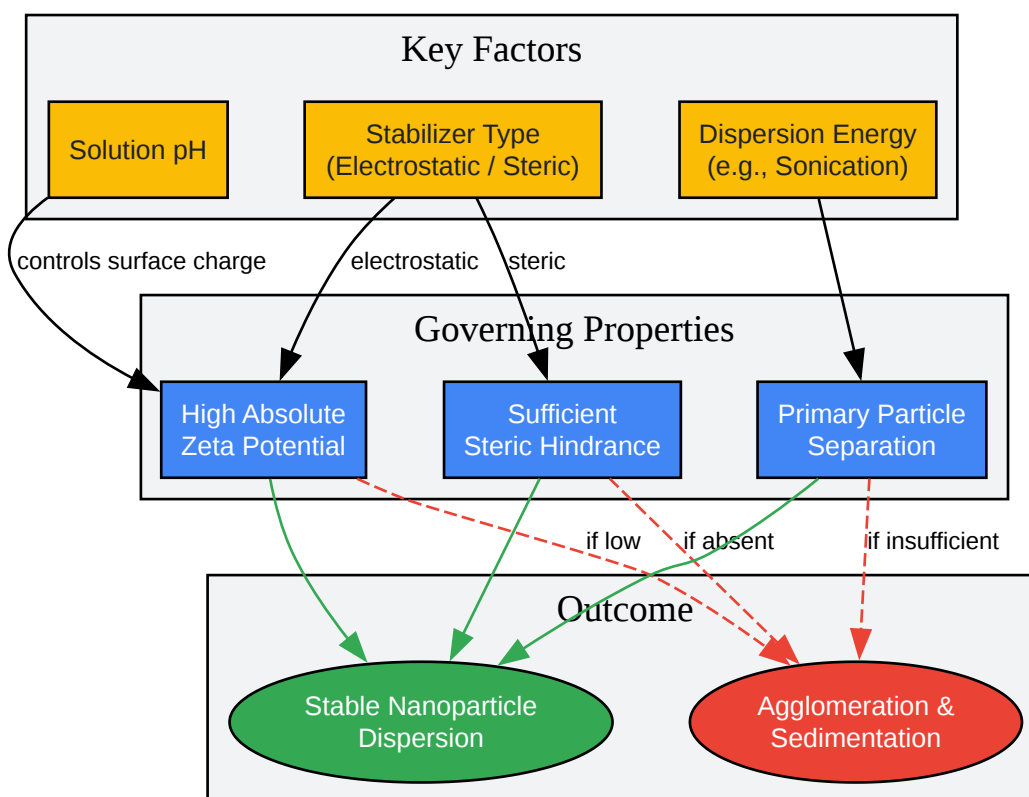 Key Factors
Solution pH
Stabilizer Type
(Electrostatic / Steric)
Dispersion Energy
(e.g., Sonication)
controls surface charge
electrostatic
steric
Governing Properties
High Absolute
Zeta Potential
Sufficient
Steric Hindrance
Primary Particle
Separation
if low
if absent
if insufficient
Outcome
Stable Nanoparticle
Dispersion
Agglomeration &
Sedimentation